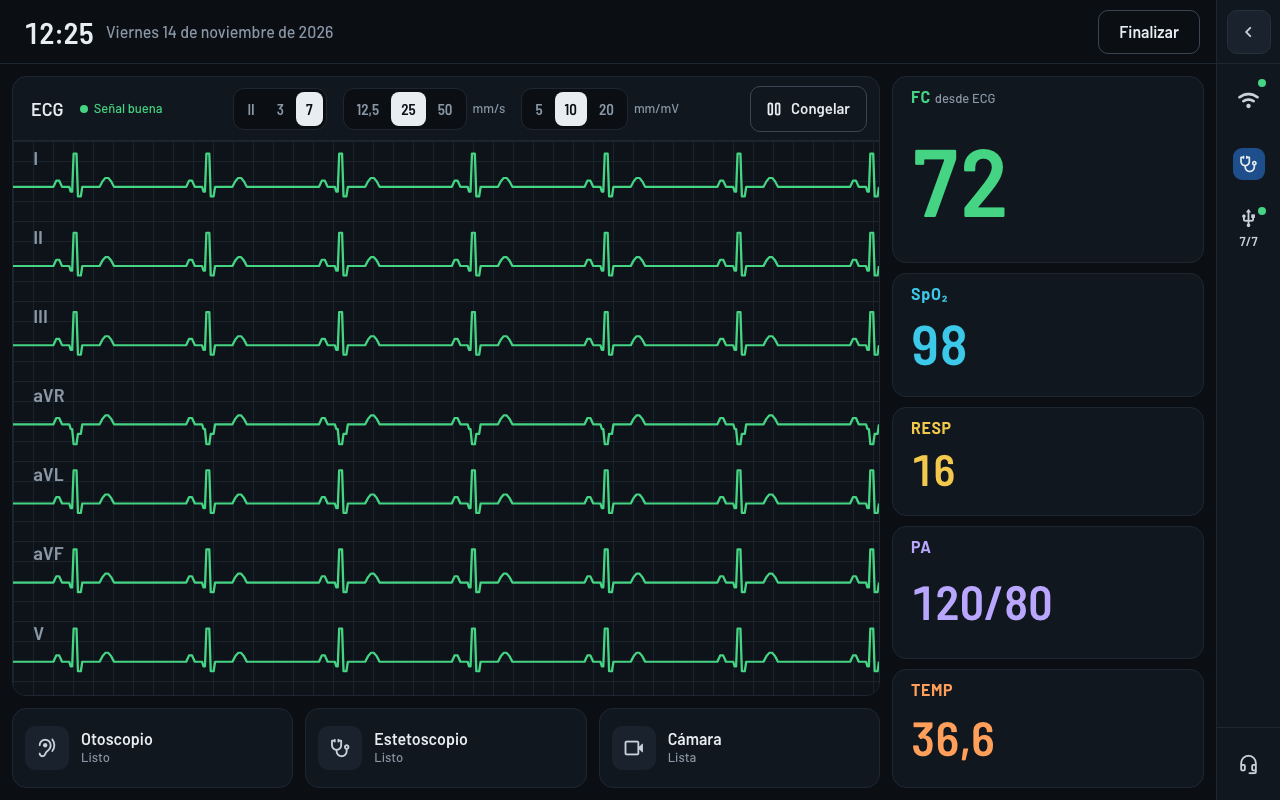 12:25 Viernes 14 de noviembre de 2026
Finalizar
ECG Señal buena
II 3 7
12,5 25 50 mm/s
5 10 20 mm/mV
Congelar
I
II
III
aVR
aVL
aVF
V
FC desde ECG
72
SpO₂
98
RESP
16
PA
120/80
TEMP
36,6
Otoscopio
Listo
Estetoscopio
Listo
Cámara
Lista
7/7